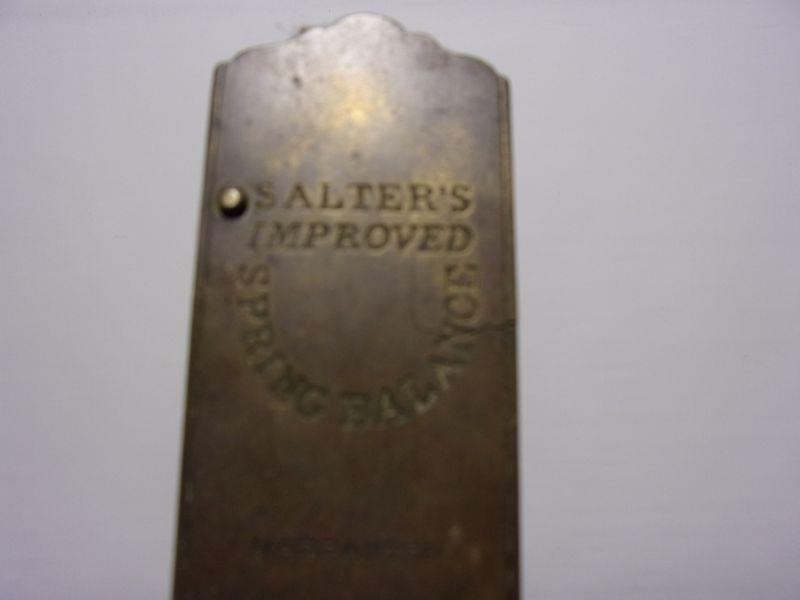 SALTER'S
IMPROVED
SPRING BALANCE